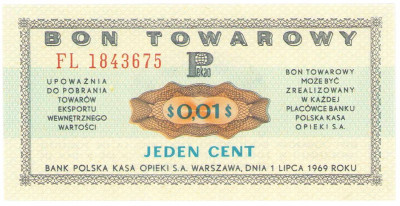 BON TOWAROWY
FL 1843675
PeKaO
UPOWAŻNIA
DO POBRANIA
TOWARÓW
EKSPORTU
WEWNĘTRZNEGO
WARTOŚCI
$ 0,01 $
BON TOWAROWY
MOŻE BYĆ
ZREALIZOWANY
W KAŻDEJ
PLACÓWCE BANKU
POLSKA KASA
OPIEKI S.A.
JEDEN CENT
BANK POLSKA KASA OPIEKI S.A. WARSZAWA, DNIA 1 LIPCA 1969 ROKU